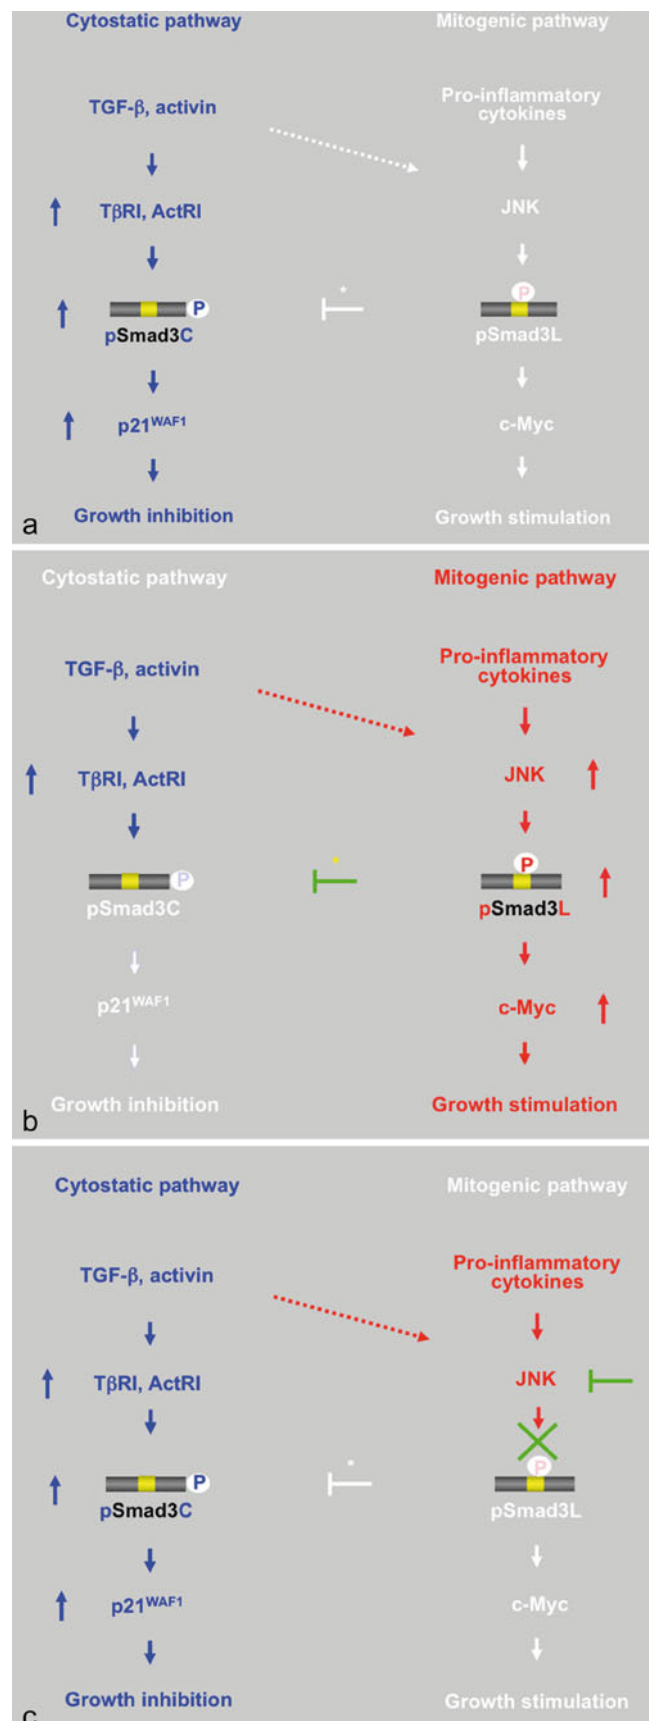 Cytostatic pathway Mitogenic pathway
TGF-β, activin Pro-inflammatory
cytokines
TβRI, ActRI JNK
P P
pSmad3C * pSmad3L
p21WAF1 c-Myc
Growth inhibition Growth stimulation
a
Cytostatic pathway Mitogenic pathway
TGF-β, activin Pro-inflammatory
cytokines
TβRI, ActRI JNK
P P
pSmad3C * pSmad3L
p21WAF1 c-Myc
Growth inhibition Growth stimulation
b
Cytostatic pathway Mitogenic pathway
TGF-β, activin Pro-inflammatory
cytokines
TβRI, ActRI JNK
P P
pSmad3C * pSmad3L
p21WAF1 c-Myc
Growth inhibition Growth stimulation
c